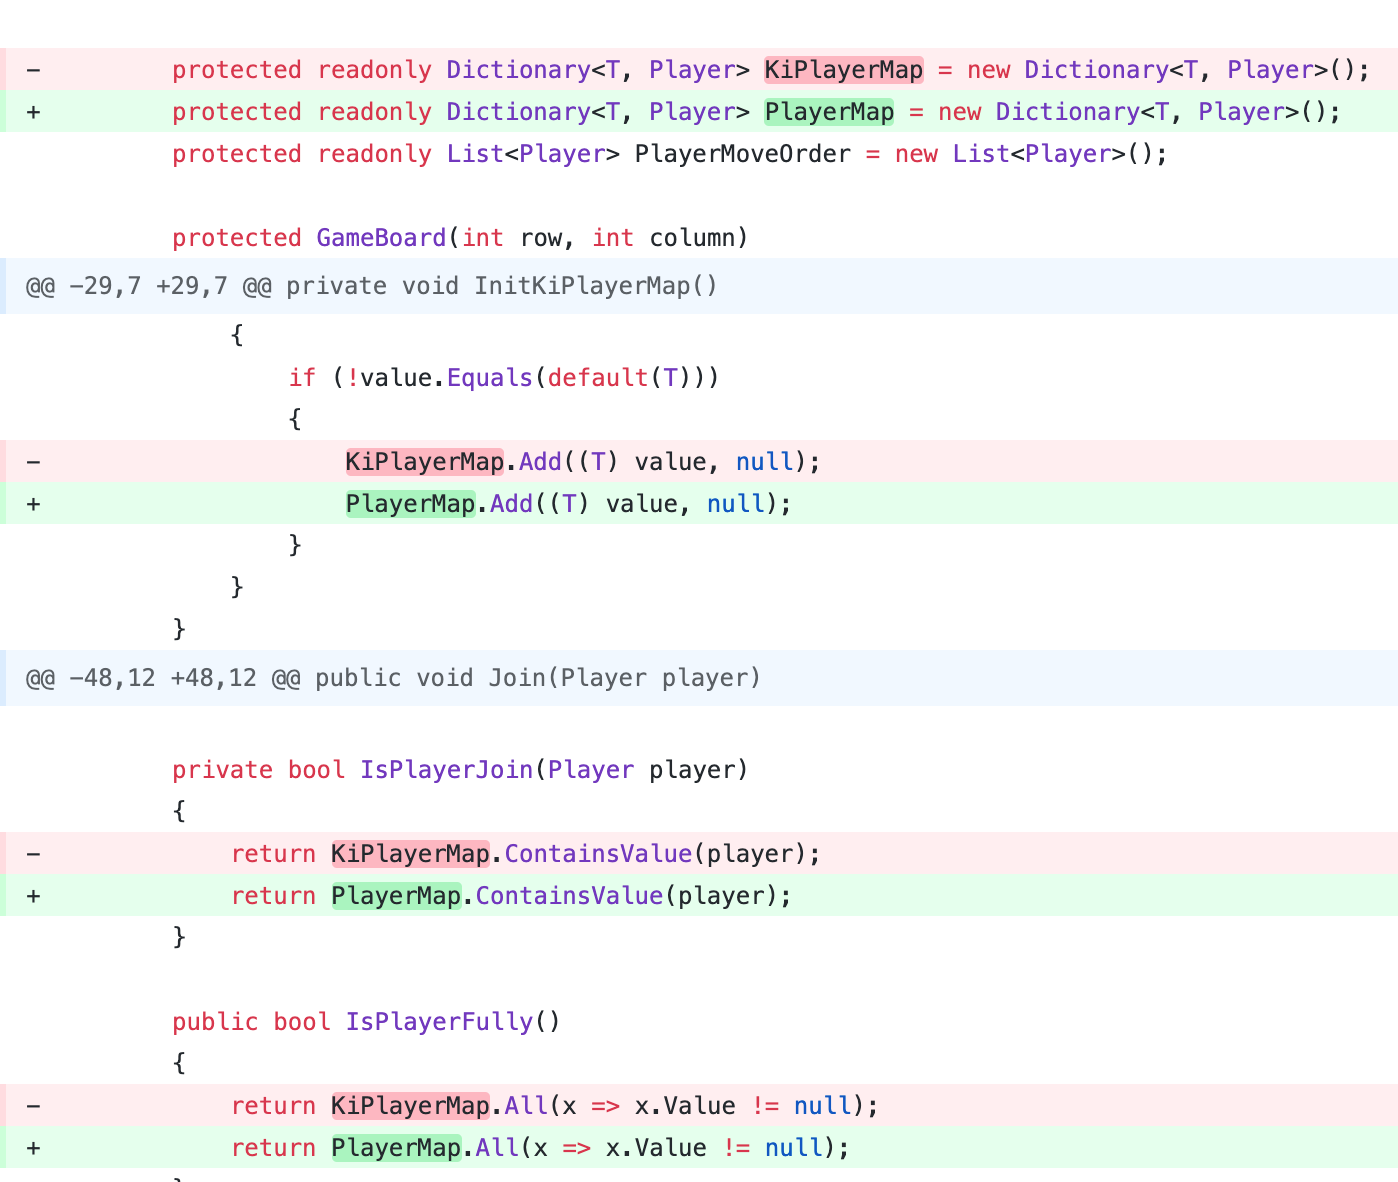 -         protected readonly Dictionary<T, Player> KiPlayerMap = new Dictionary<T, Player>();
+         protected readonly Dictionary<T, Player> PlayerMap = new Dictionary<T, Player>();
          protected readonly List<Player> PlayerMoveOrder = new List<Player>();
          protected GameBoard(int row, int column)
@@ -29,7 +29,7 @@ private void InitKiPlayerMap()
              {
                  if (!value.Equals(default(T)))
                  {
-                     KiPlayerMap.Add((T) value, null);
+                     PlayerMap.Add((T) value, null);
                  }
              }
          }
@@ -48,12 +48,12 @@ public void Join(Player player)
          private bool IsPlayerJoin(Player player)
          {
-             return KiPlayerMap.ContainsValue(player);
+             return PlayerMap.ContainsValue(player);
          }
          public bool IsPlayerFully()
          {
-             return KiPlayerMap.All(x => x.Value != null);
+             return PlayerMap.All(x => x.Value != null);